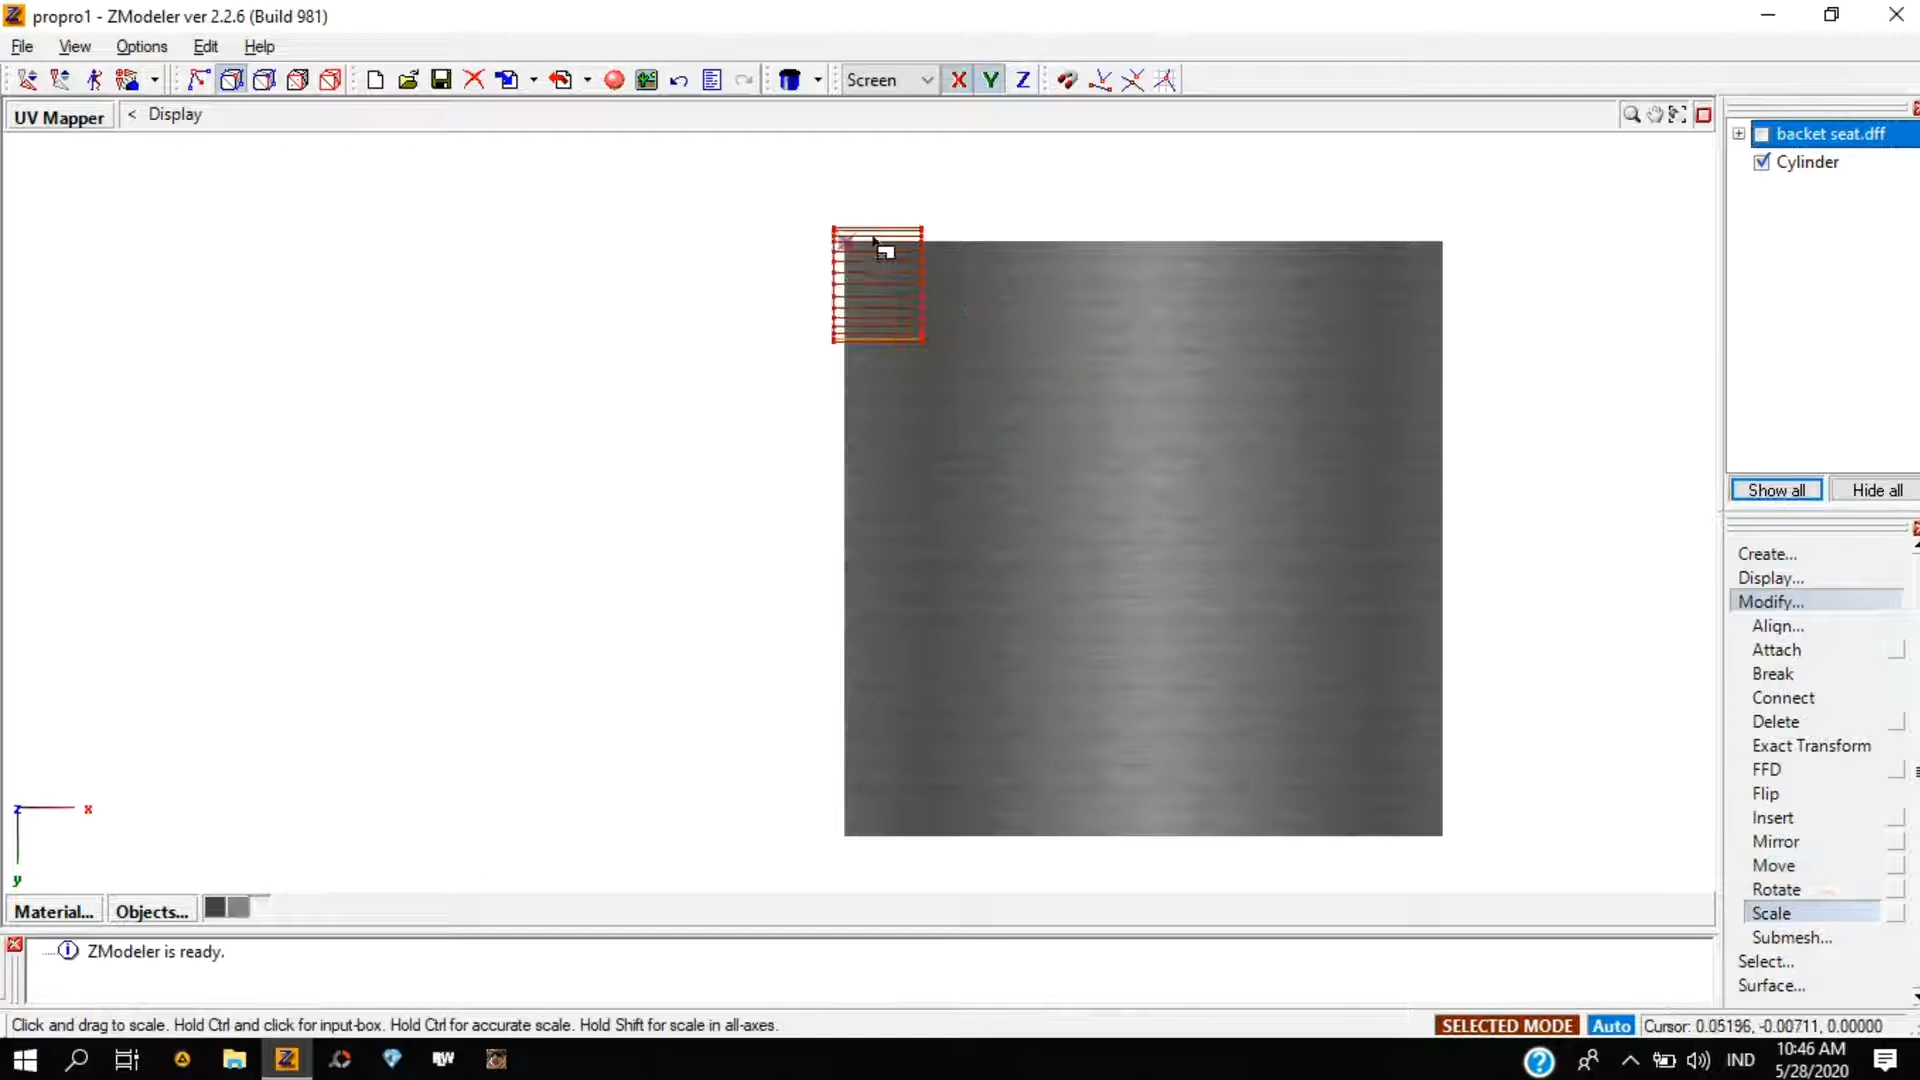 propro1 - ZModeler ver 2.2.6 (Build 981)
File View Options Edit Help
Screen X Y Z
UV Mapper < Display
backet seat.dff
Cylinder
Show all Hide all
Create...
Display...
Modify...
Align...
Attach
Break
Connect
Delete
Exact Transform
FFD
Flip
Insert
Mirror
Move
Rotate
Scale
Submesh...
Select...
Surface...
z x
y
Material... Objects...
ZModeler is ready.
Click and drag to scale. Hold Ctrl and click for input-box. Hold Ctrl for accurate scale. Hold Shift for scale in all-axes.
SELECTED MODE Auto Cursor: 0.05196, -0.00711, 0.00000
RW
IND
10:46 AM
5/28/2020